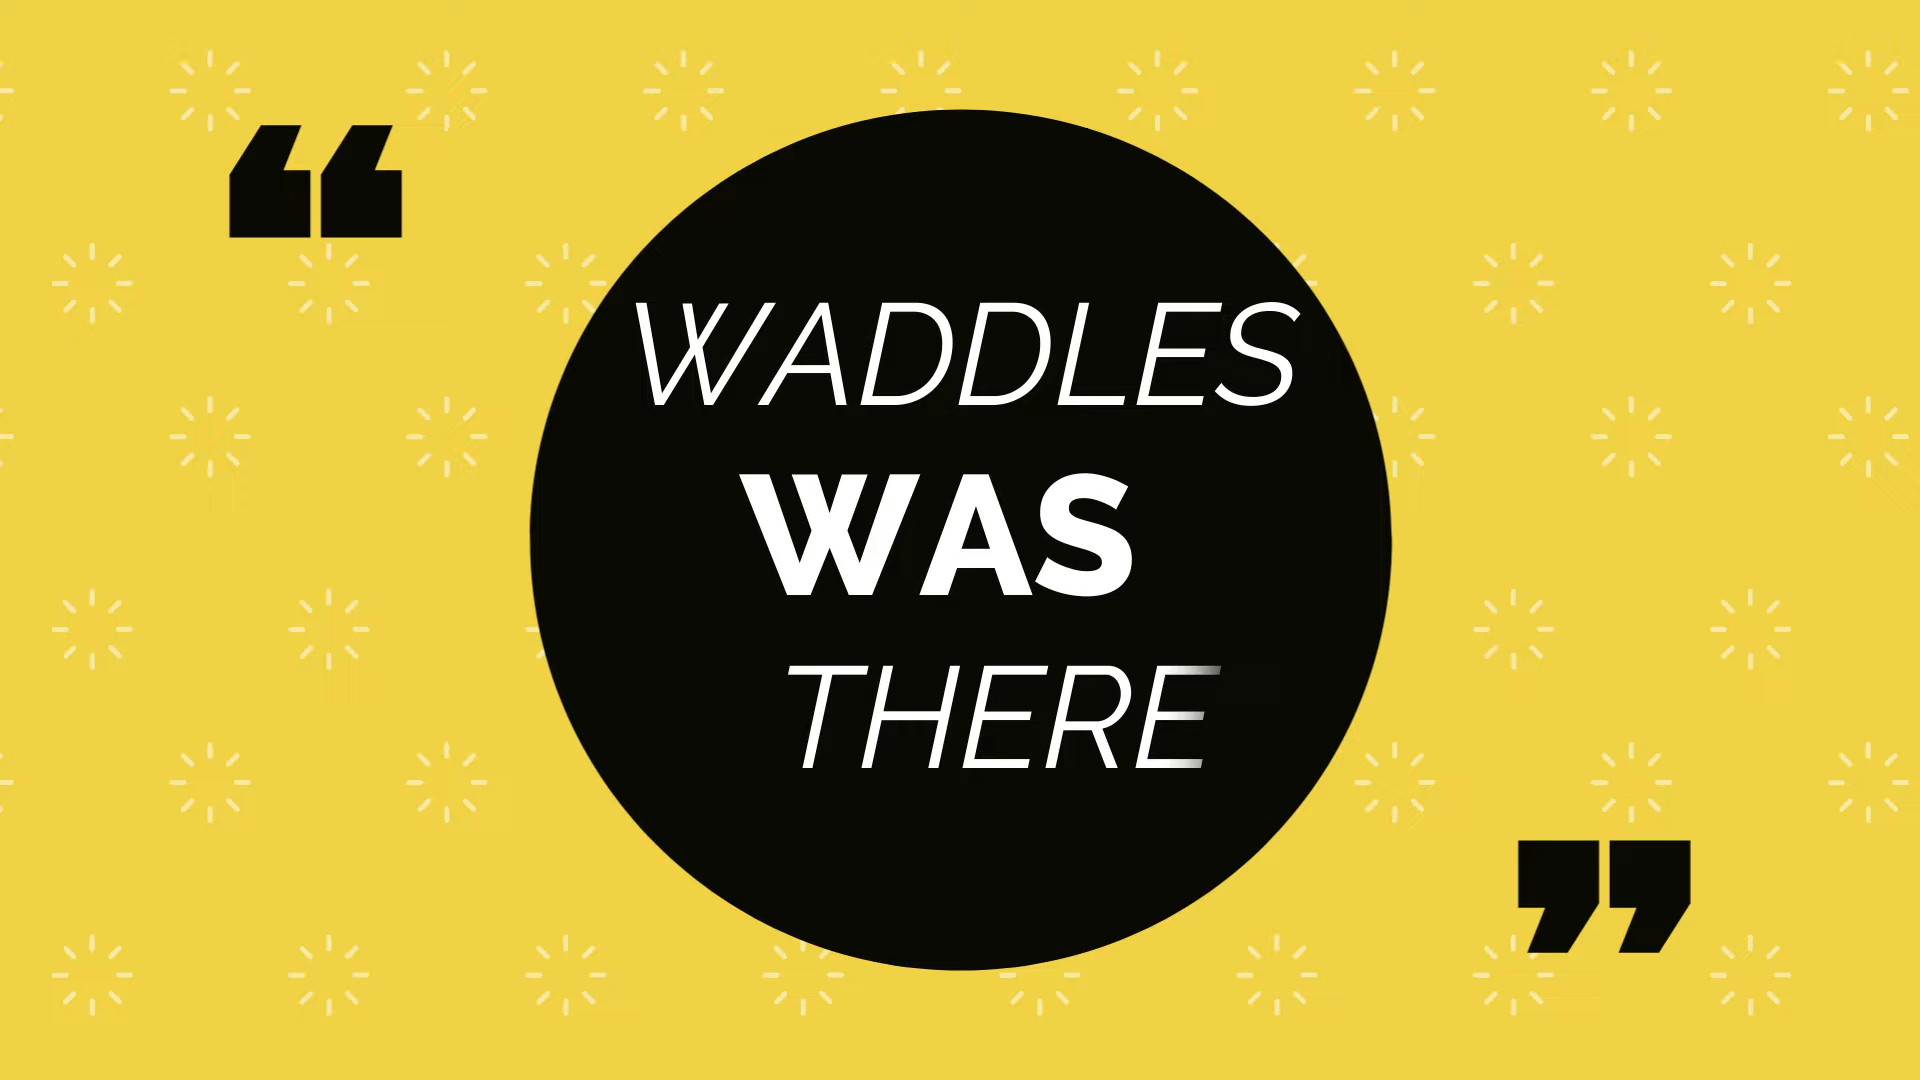 “
WADDLES
WAS
THERE
”